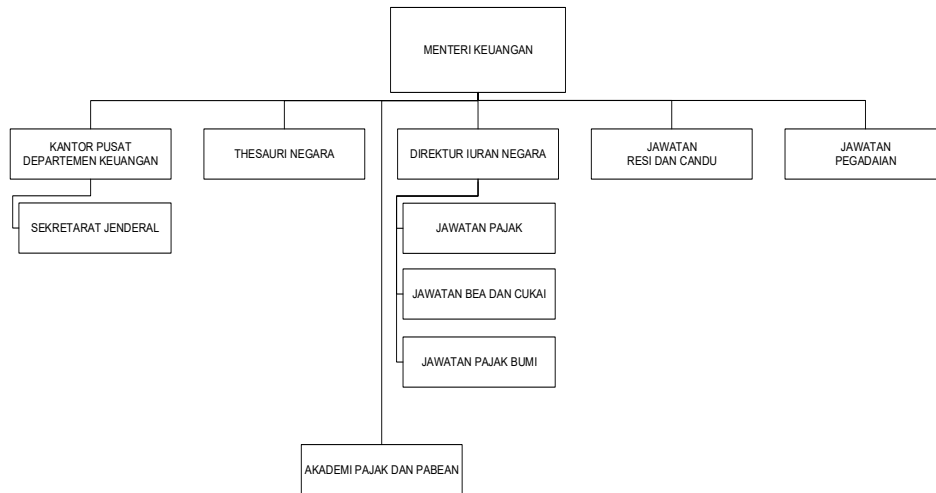 MENTERI KEUANGAN
KANTOR PUSAT
DEPARTEMEN KEUANGAN
THESAURI NEGARA
DIREKTUR IURAN NEGARA
JAWATAN
RESI DAN CANDU
JAWATAN
PEGADAIAN
SEKRETARAT JENDERAL
JAWATAN PAJAK
JAWATAN BEA DAN CUKAI
JAWATAN PAJAK BUMI
AKADEMI PAJAK DAN PABEAN